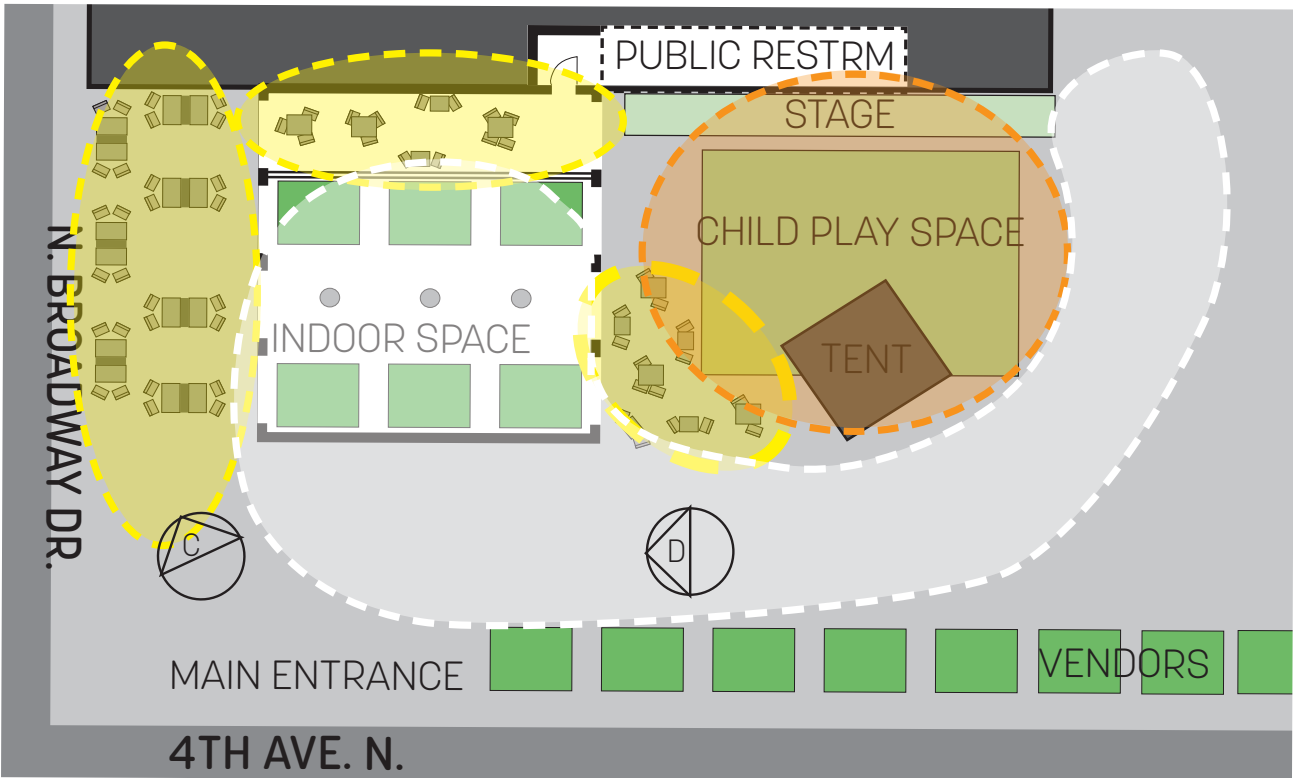 PUBLIC RESTRM
STAGE
CHILD PLAY SPACE
N. BROADWAY DR.
INDOOR SPACE
TENT
C
D
MAIN ENTRANCE
VENDORS
4TH AVE. N.